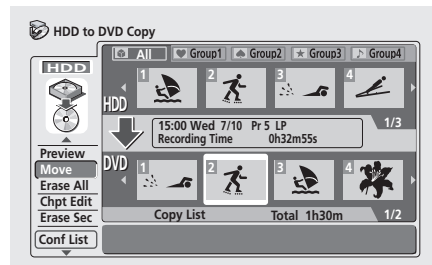 HDD to DVD Copy
All Group1 Group2 Group3 Group4
HDD
HDD
1 2 3 4
15:00 Wed 7/10 Pr 5 LP
Recording Time 0h32m55s
1/3
DVD
1 2 3 4
Preview
Move
Erase All
Chpt Edit
Erase Sec
Conf List
Copy List Total 1h30m 1/2